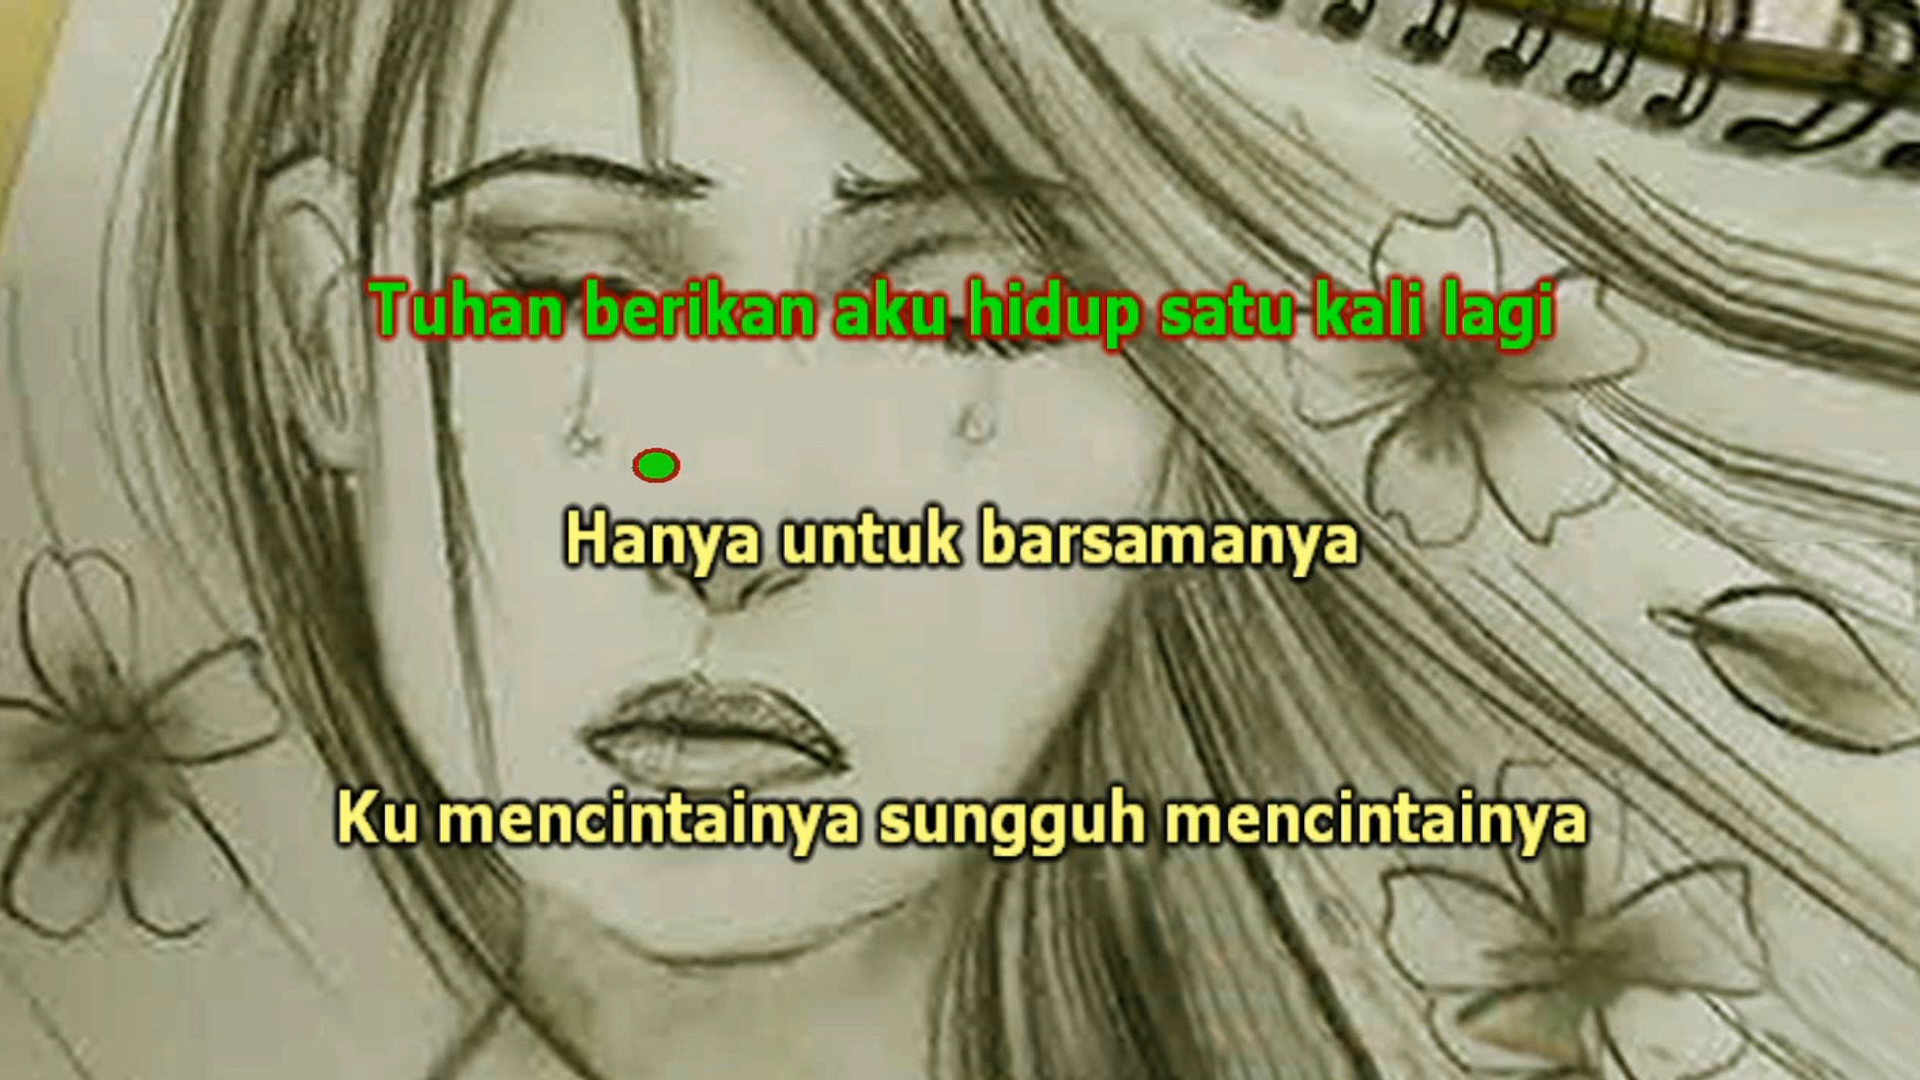 Tuhan berikan aku hidup satu kali lagi
Hanya untuk barsamanya
Ku mencintainya sungguh mencintainya